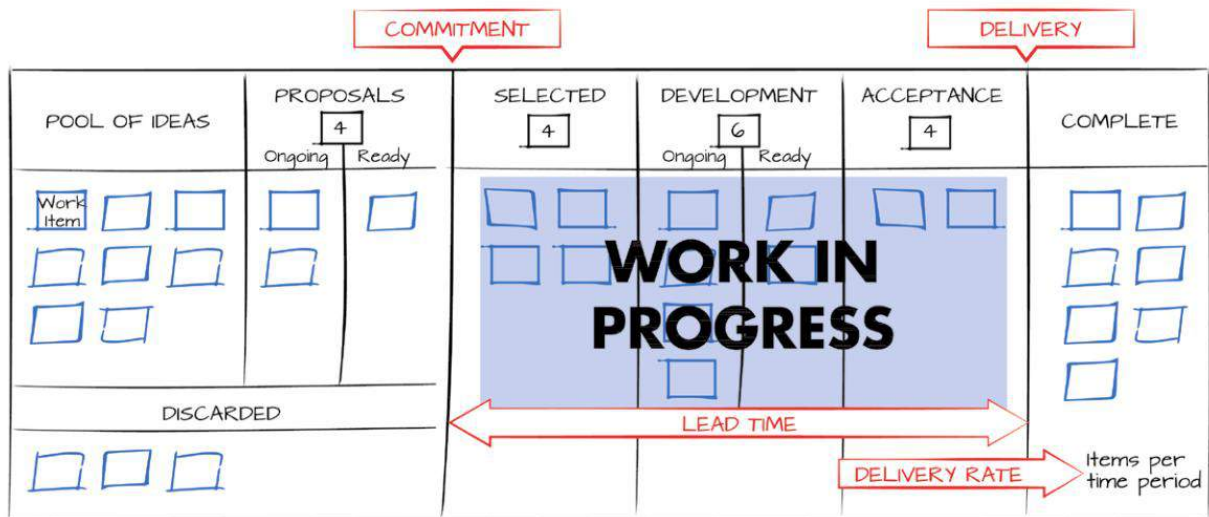 COMMITMENT
DELIVERY
POOL OF IDEAS
PROPOSALS
4
Ongoing Ready
SELECTED
4
DEVELOPMENT
6
Ongoing Ready
ACCEPTANCE
4
COMPLETE
Work
Item
WORK IN
PROGRESS
DISCARDED
LEAD TIME
DELIVERY RATE
Items per
time period